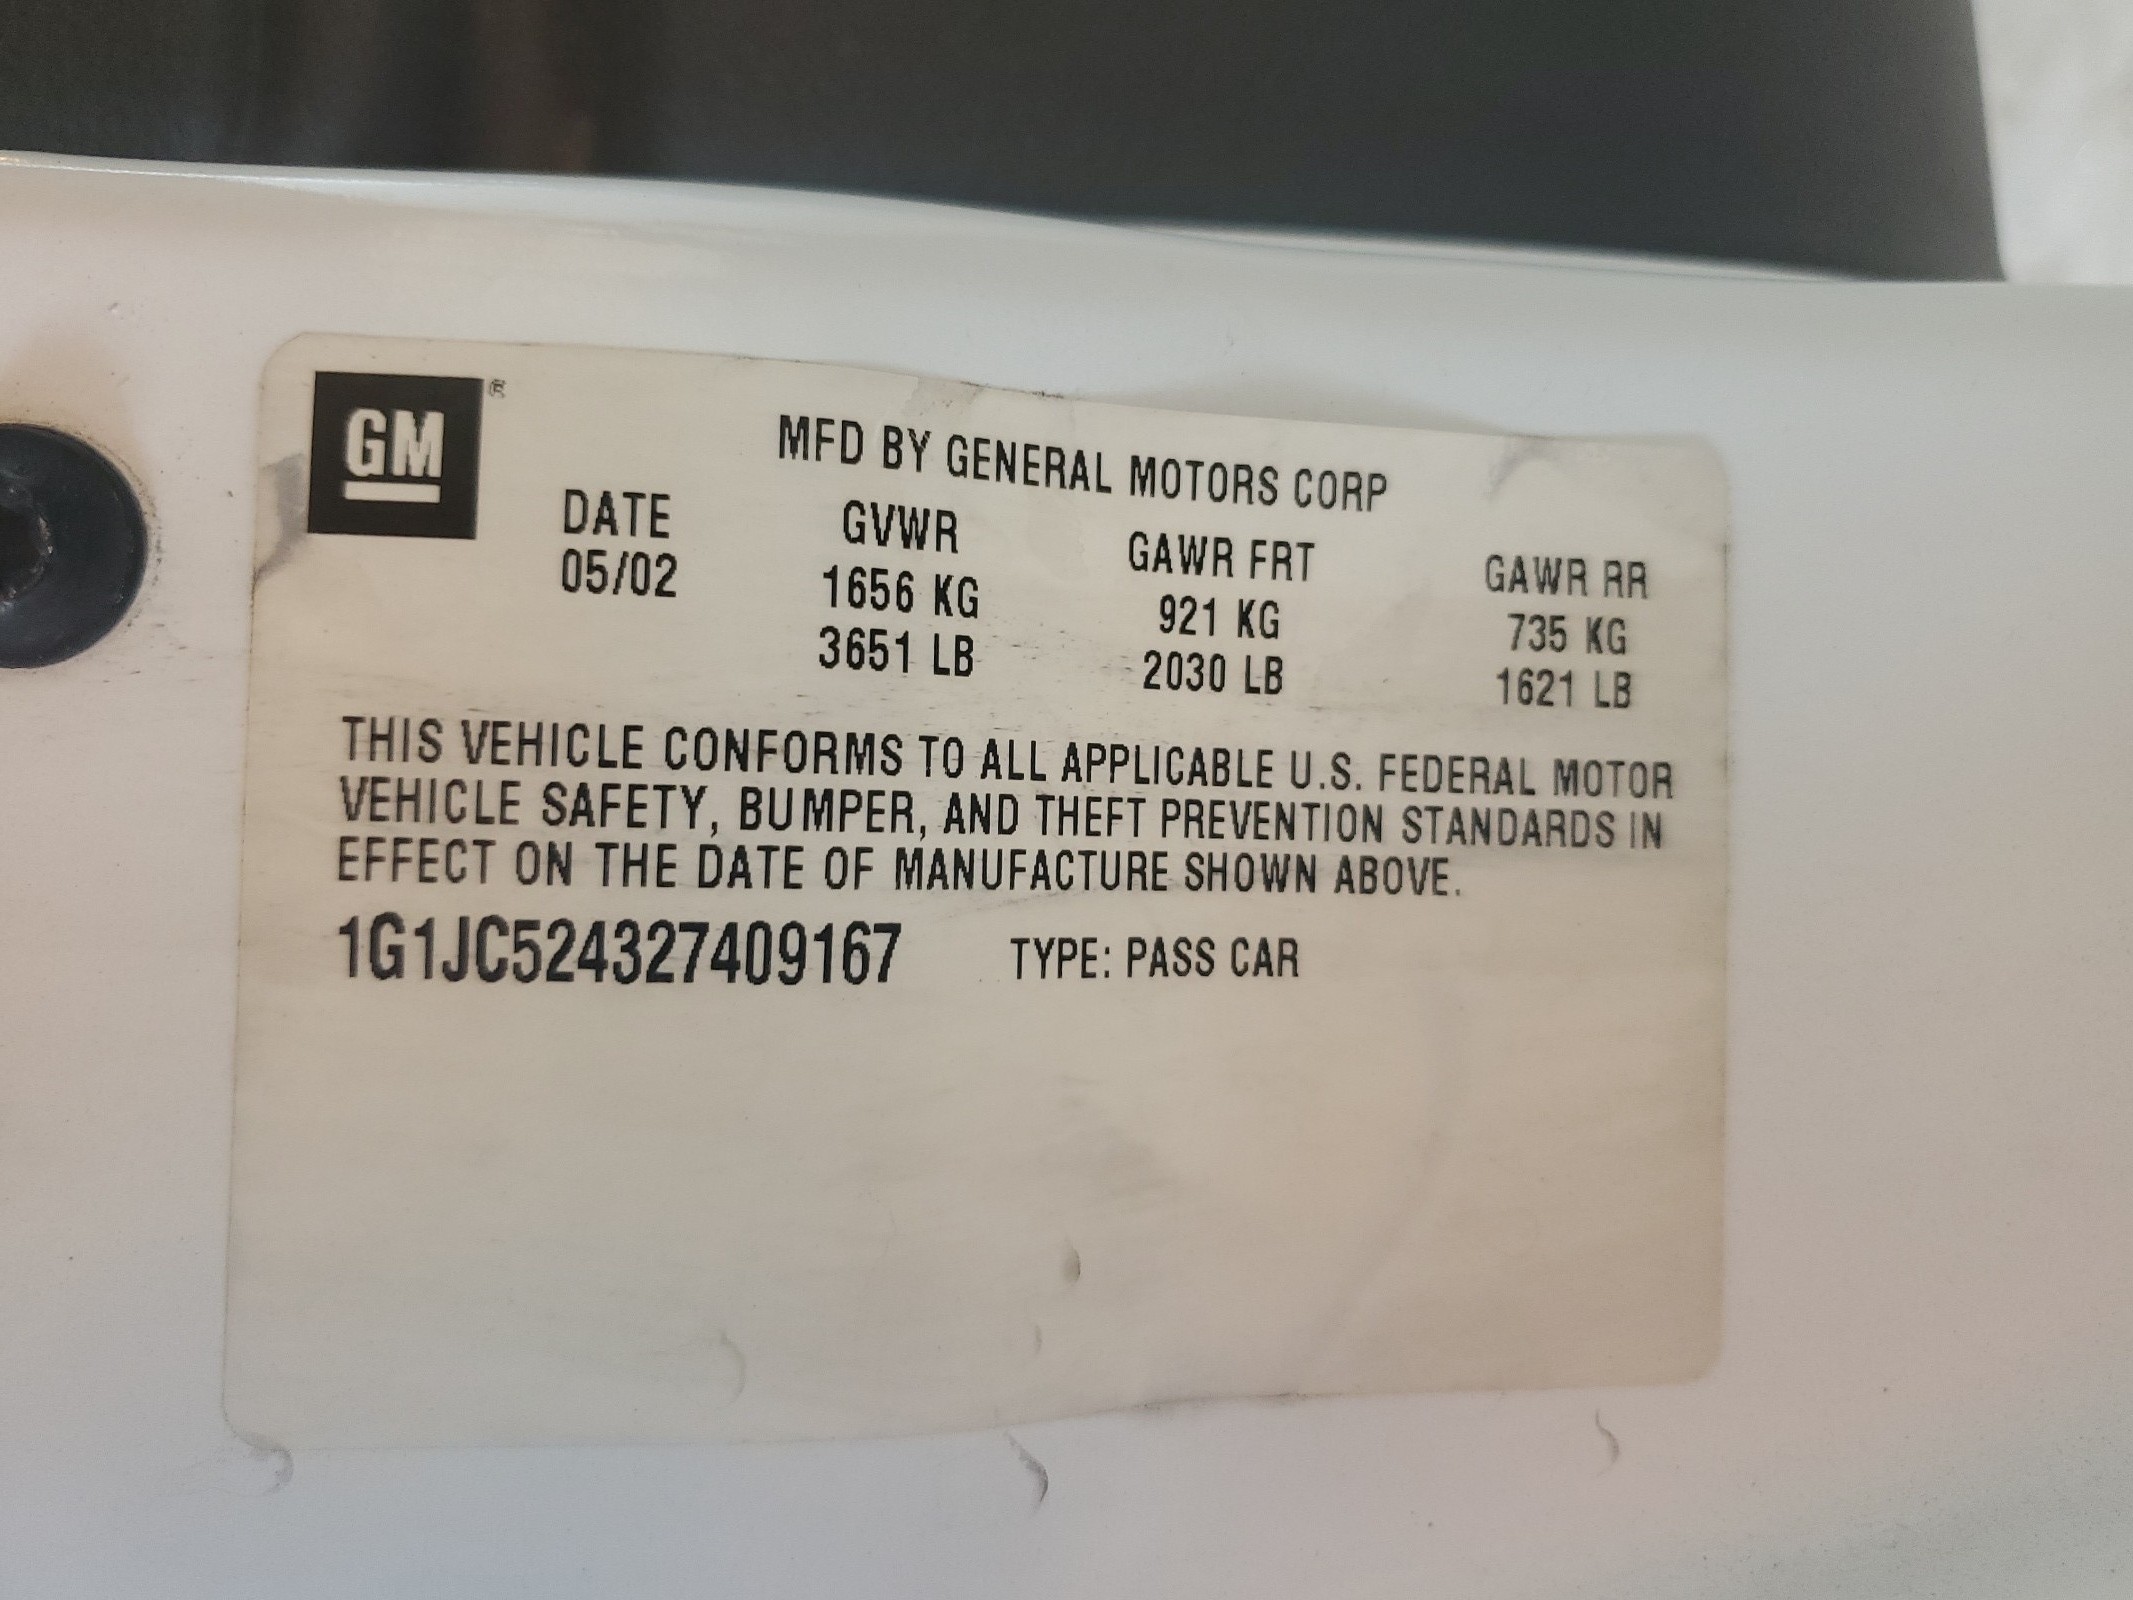 GM ®
MFD BY GENERAL MOTORS CORP
DATE GVWR GAWR FRT GAWR RR
05/02 1656 KG 921 KG 735 KG
3651 LB 2030 LB 1621 LB
THIS VEHICLE CONFORMS TO ALL APPLICABLE U.S. FEDERAL MOTOR
VEHICLE SAFETY, BUMPER, AND THEFT PREVENTION STANDARDS IN
EFFECT ON THE DATE OF MANUFACTURE SHOWN ABOVE.
1G1JC524327409167 TYPE: PASS CAR